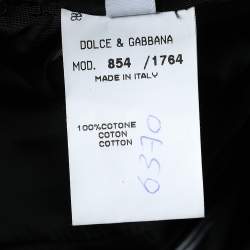 æ
DOLCE & GABBANA
MOD. 854 /1764
MADE IN ITALY
100%COTONE
COTON
COTTON
6370